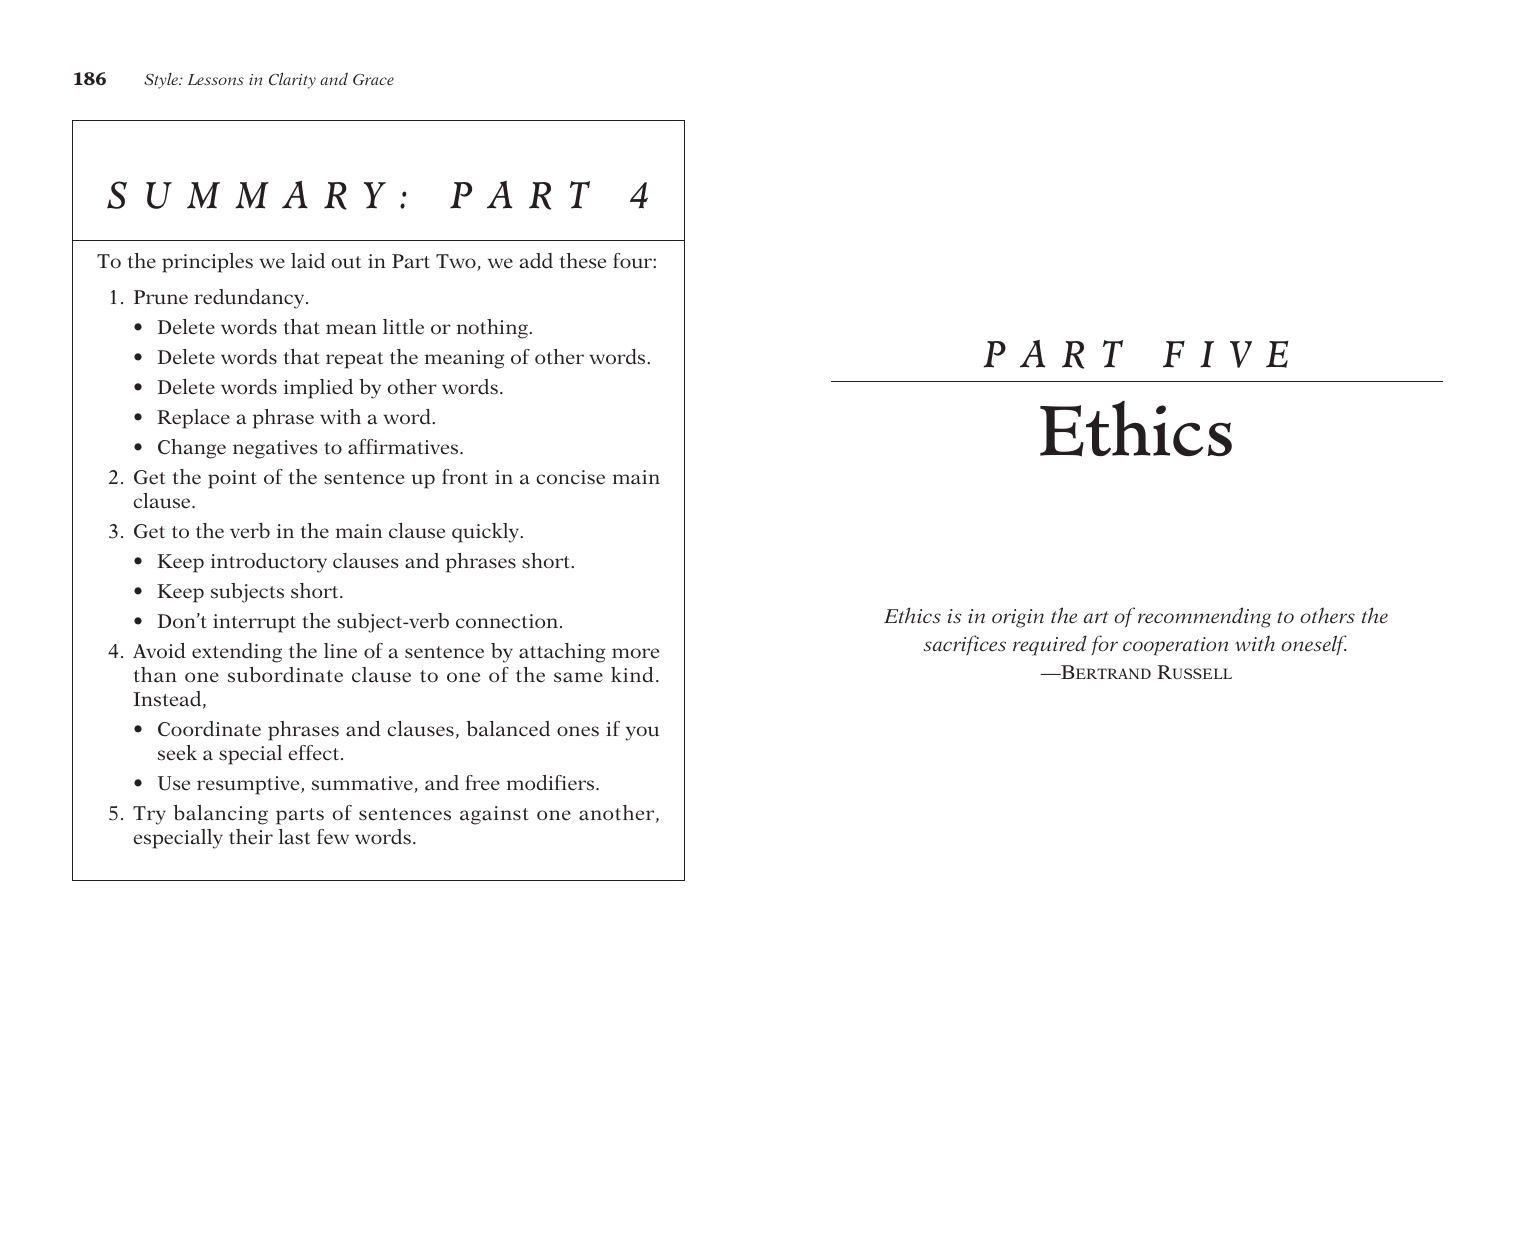 186 Style: Lessons in Clarity and Grace
SUMMARY: PART 4
To the principles we laid out in Part Two, we add these four:
1. Prune redundancy.
• Delete words that mean little or nothing.
• Delete words that repeat the meaning of other words.
• Delete words implied by other words.
• Replace a phrase with a word.
• Change negatives to affirmatives.
2. Get the point of the sentence up front in a concise main
clause.
3. Get to the verb in the main clause quickly.
• Keep introductory clauses and phrases short.
• Keep subjects short.
• Don’t interrupt the subject-verb connection.
4. Avoid extending the line of a sentence by attaching more
than one subordinate clause to one of the same kind.
Instead,
• Coordinate phrases and clauses, balanced ones if you
seek a special effect.
• Use resumptive, summative, and free modifiers.
5. Try balancing parts of sentences against one another,
especially their last few words.
PART FIVE
Ethics
Ethics is in origin the art of recommending to others the
sacrifices required for cooperation with oneself.
—BERTRAND RUSSELL